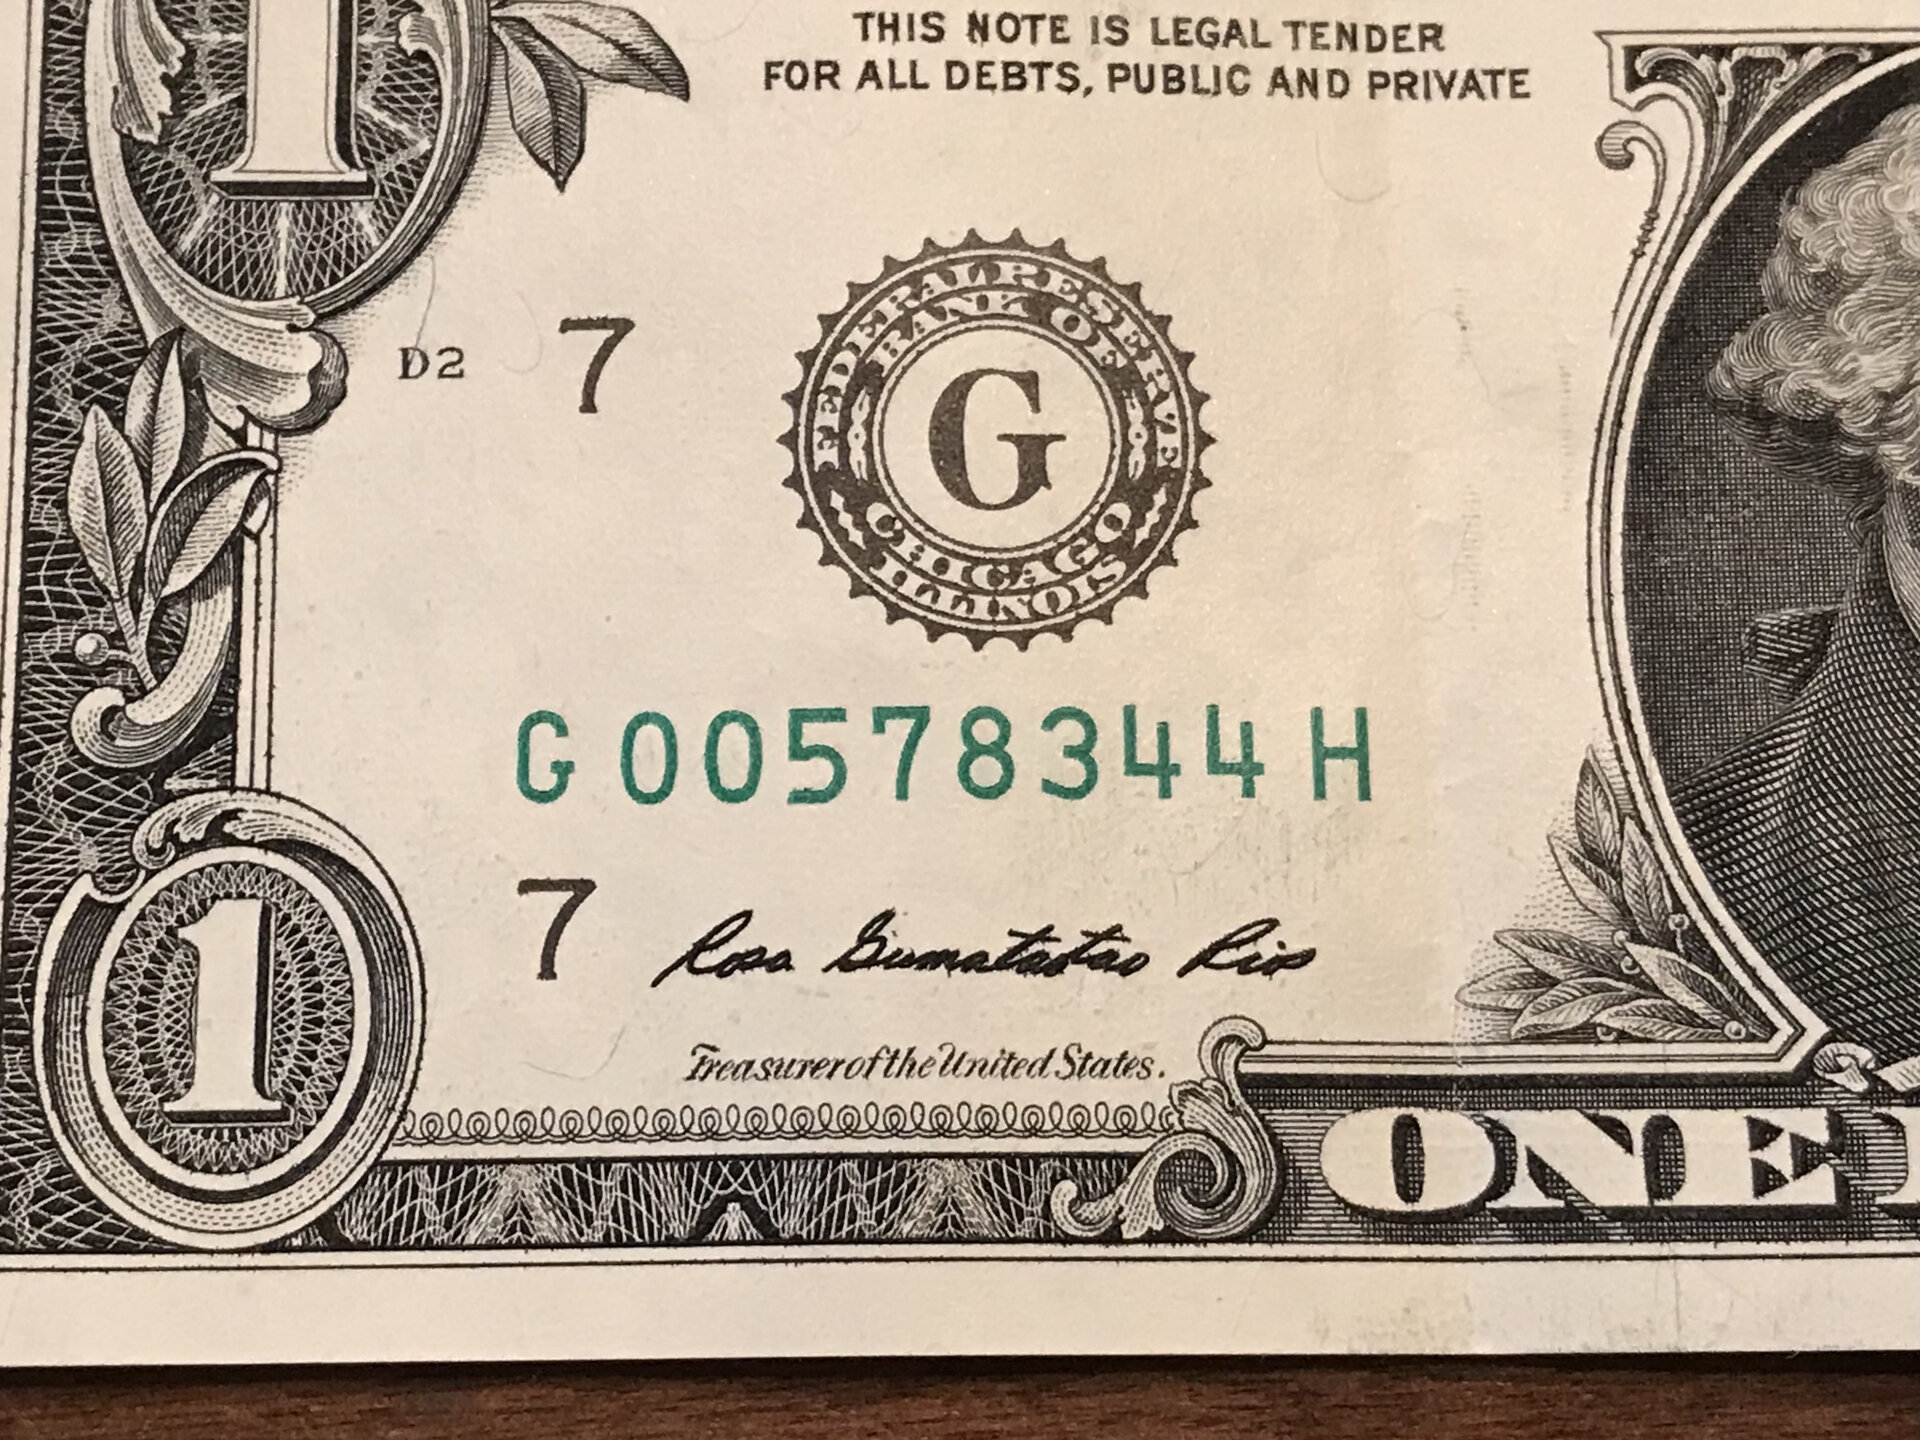 1
THIS NOTE IS LEGAL TENDER
FOR ALL DEBTS, PUBLIC AND PRIVATE
D2
7
FEDERAL RESERVE
BANK OF
G
CHICAGO
ILLINOIS
G 00578344 H
7
Rosa Gumataotao Rios
Treasurer of the United States.
1
ONE